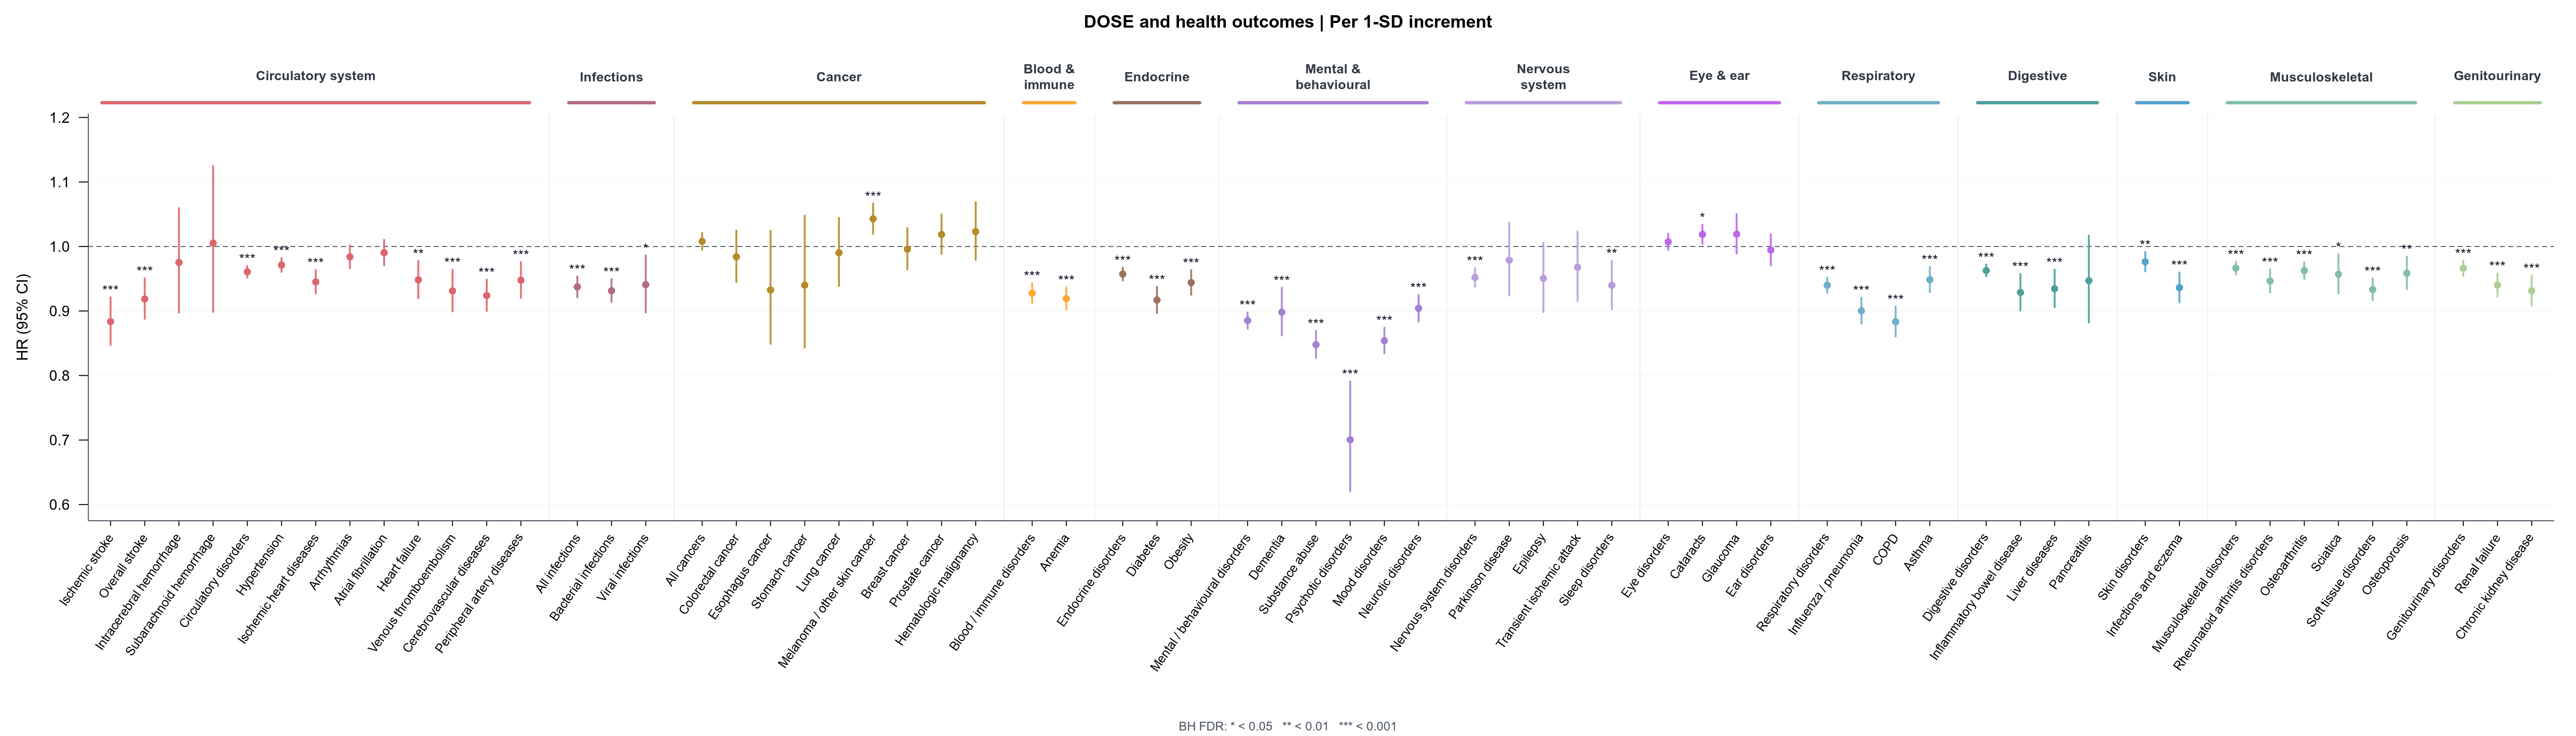 DOSE and health outcomes | Per 1-SD increment
Circulatory system
Infections
Cancer
Blood &
immune
Endocrine
Mental &
behavioural
Nervous
system
Eye & ear
Respiratory
Digestive
Skin
Musculoskeletal
Genitourinary
HR (95% CI)
1.2
1.1
1.0
0.9
0.8
0.7
0.6
***
***
***
***
***
**
***
***
***
***
***
*
***
***
***
***
***
***
***
***
***
***
***
***
***
**
*
***
***
***
***
***
***
***
**
***
***
***
***
*
***
**
***
***
***
Ischemic stroke
Overall stroke
Intracerebral hemorrhage
Subarachnoid hemorrhage
Circulatory disorders
Hypertension
Ischemic heart diseases
Arrhythmias
Atrial fibrillation
Heart failure
Venous thromboembolism
Cerebrovascular diseases
Peripheral artery diseases
All infections
Bacterial infections
Viral infections
All cancers
Colorectal cancer
Esophagus cancer
Stomach cancer
Lung cancer
Melanoma / other skin cancer
Breast cancer
Prostate cancer
Hematologic malignancy
Blood / immune disorders
Anemia
Endocrine disorders
Diabetes
Obesity
Mental / behavioural disorders
Dementia
Substance abuse
Psychotic disorders
Mood disorders
Neurotic disorders
Nervous system disorders
Parkinson disease
Epilepsy
Transient ischemic attack
Sleep disorders
Eye disorders
Cataracts
Glaucoma
Ear disorders
Respiratory disorders
Influenza / pneumonia
COPD
Asthma
Digestive disorders
Inflammatory bowel disease
Liver diseases
Pancreatitis
Skin disorders
Infections and eczema
Musculoskeletal disorders
Rheumatoid arthritis disorders
Osteoarthritis
Sciatica
Soft tissue disorders
Osteoporosis
Genitourinary disorders
Renal failure
Chronic kidney disease
BH FDR: * < 0.05 ** < 0.01 *** < 0.001